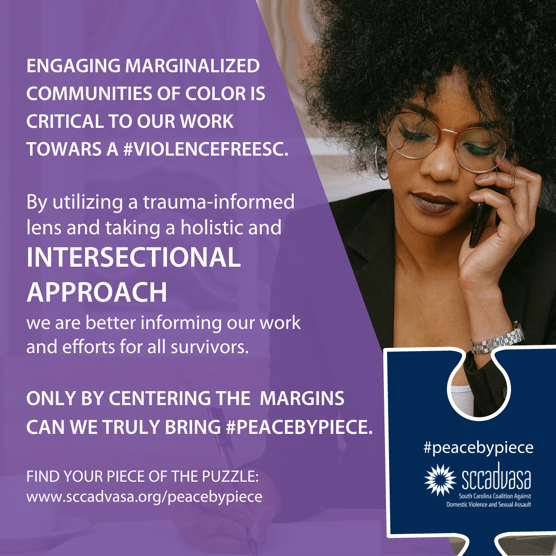 ENGAGING MARGINALIZED
COMMUNITIES OF COLOR IS
CRITICAL TO OUR WORK
TOWARS A #VIOLENCEFREESC.
By utilizing a trauma-informed
lens and taking a holistic and
INTERSECTIONAL
APPROACH
we are better informing our work
and efforts for all survivors.
ONLY BY CENTERING THE MARGINS
CAN WE TRULY BRING #PEACEBYPIECE.
FIND YOUR PIECE OF THE PUZZLE:
www.sccadvasa.org/peacebypiece
#peacebypiece
sccadvasa
South Carolina Coalition Against
Domestic Violence and Sexual Assault